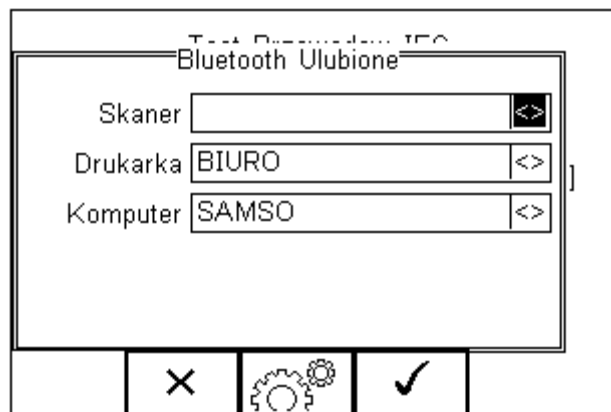 Bluetooth Ulubione
Skaner <>
Drukarka BIURO <>
Komputer SAMSO <>